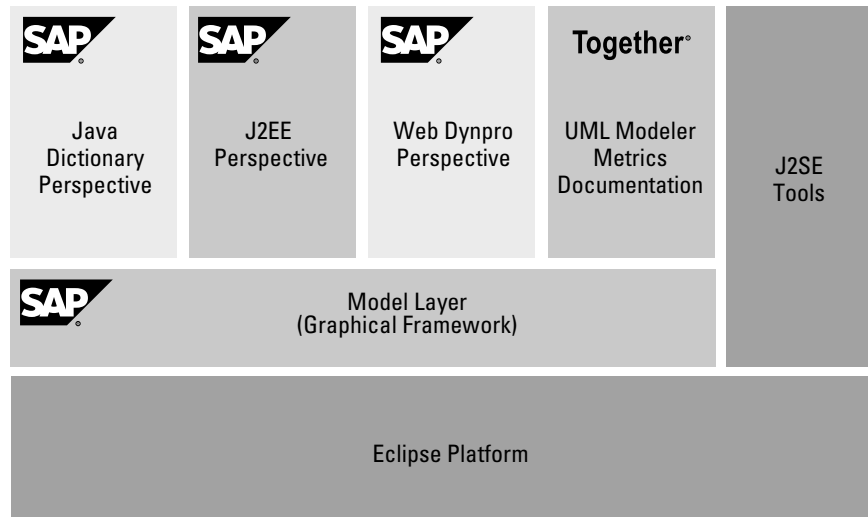 SAP
Java
Dictionary
Perspective
SAP
J2EE
Perspective
SAP
Web Dynpro
Perspective
Together
UML Modeler
Metrics
Documentation
J2SE
Tools
SAP
Model Layer
(Graphical Framework)
Eclipse Platform